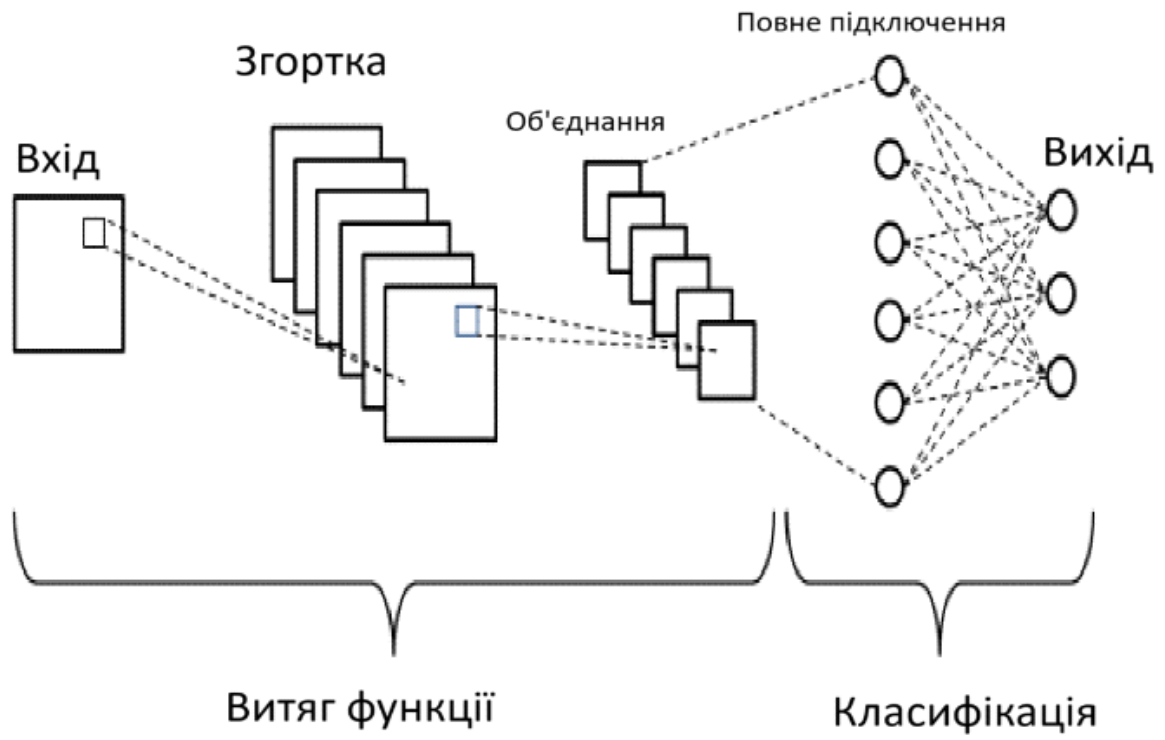 Повне підключення
Згортка
Об'єднання
Вхід
Вихід
Витяг функції
Класифікація